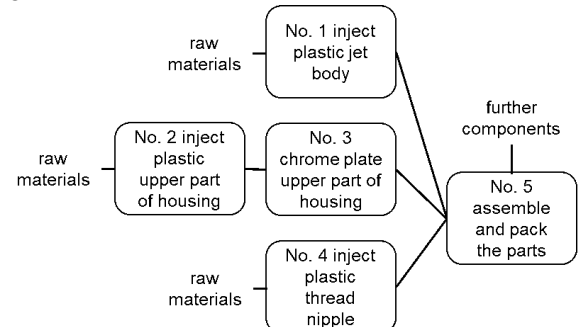 raw
materials
No. 1 inject
plastic jet
body
further
components
raw
materials
No. 2 inject
plastic
upper part
of housing
No. 3
chrome plate
upper part of
housing
No. 5
assemble
and pack
the parts
raw
materials
No. 4 inject
plastic
thread
nipple